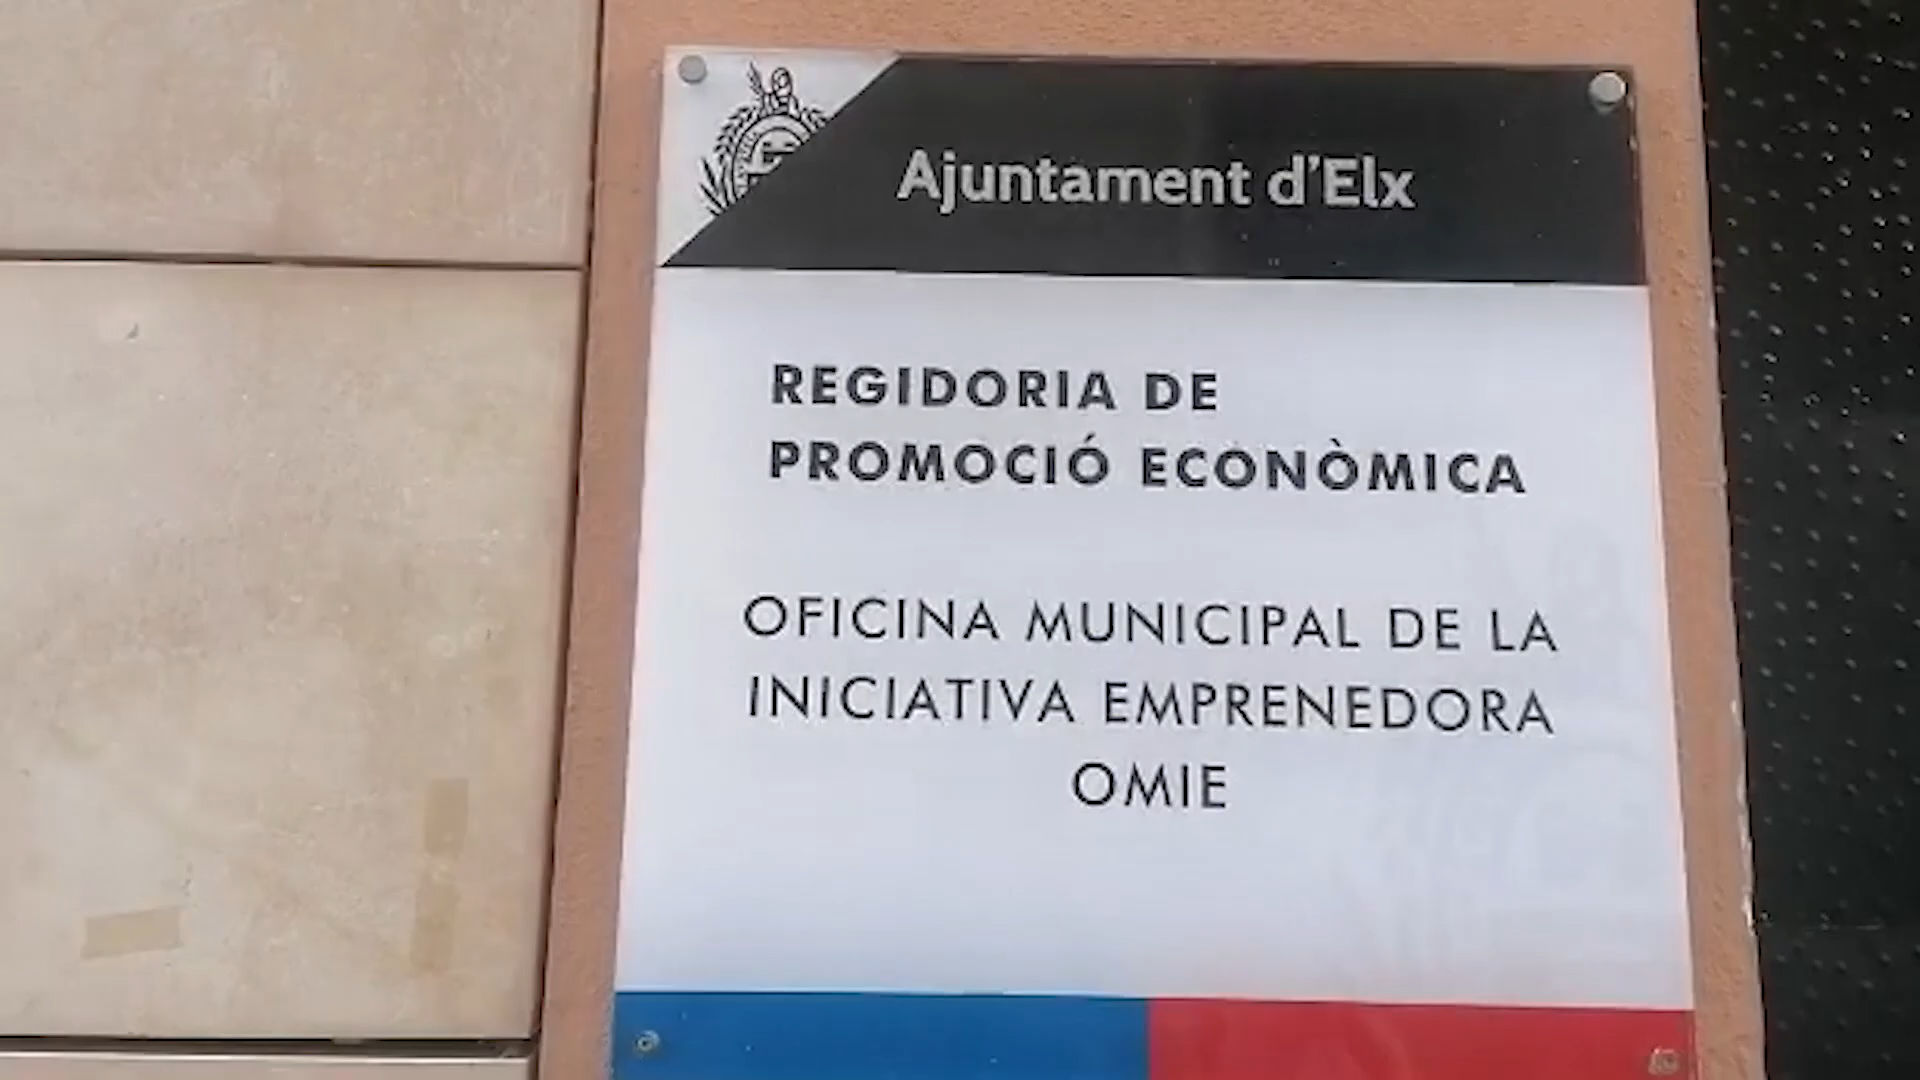 Ajuntament d'Elx
REGIDORIA DE
PROMOCIÓ ECONÒMICA
OFICINA MUNICIPAL DE LA
INICIATIVA EMPRENEDORA
OMIE